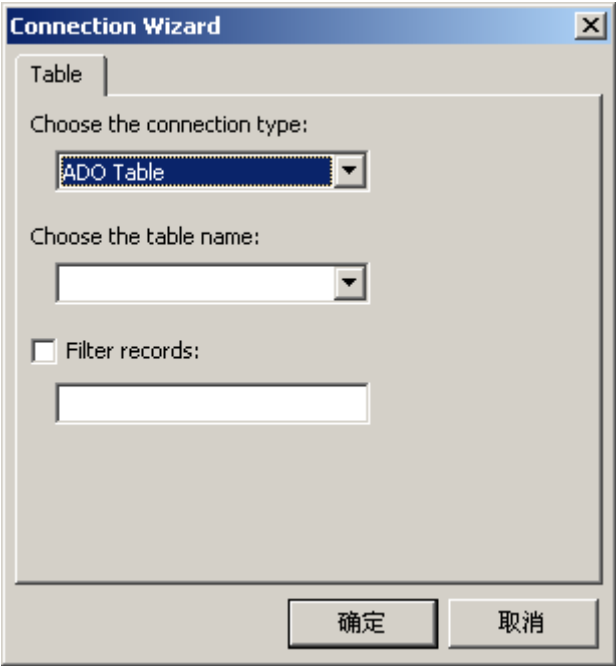 Connection Wizard
Table
Choose the connection type:
ADO Table
Choose the table name:
Filter records:
确定
取消